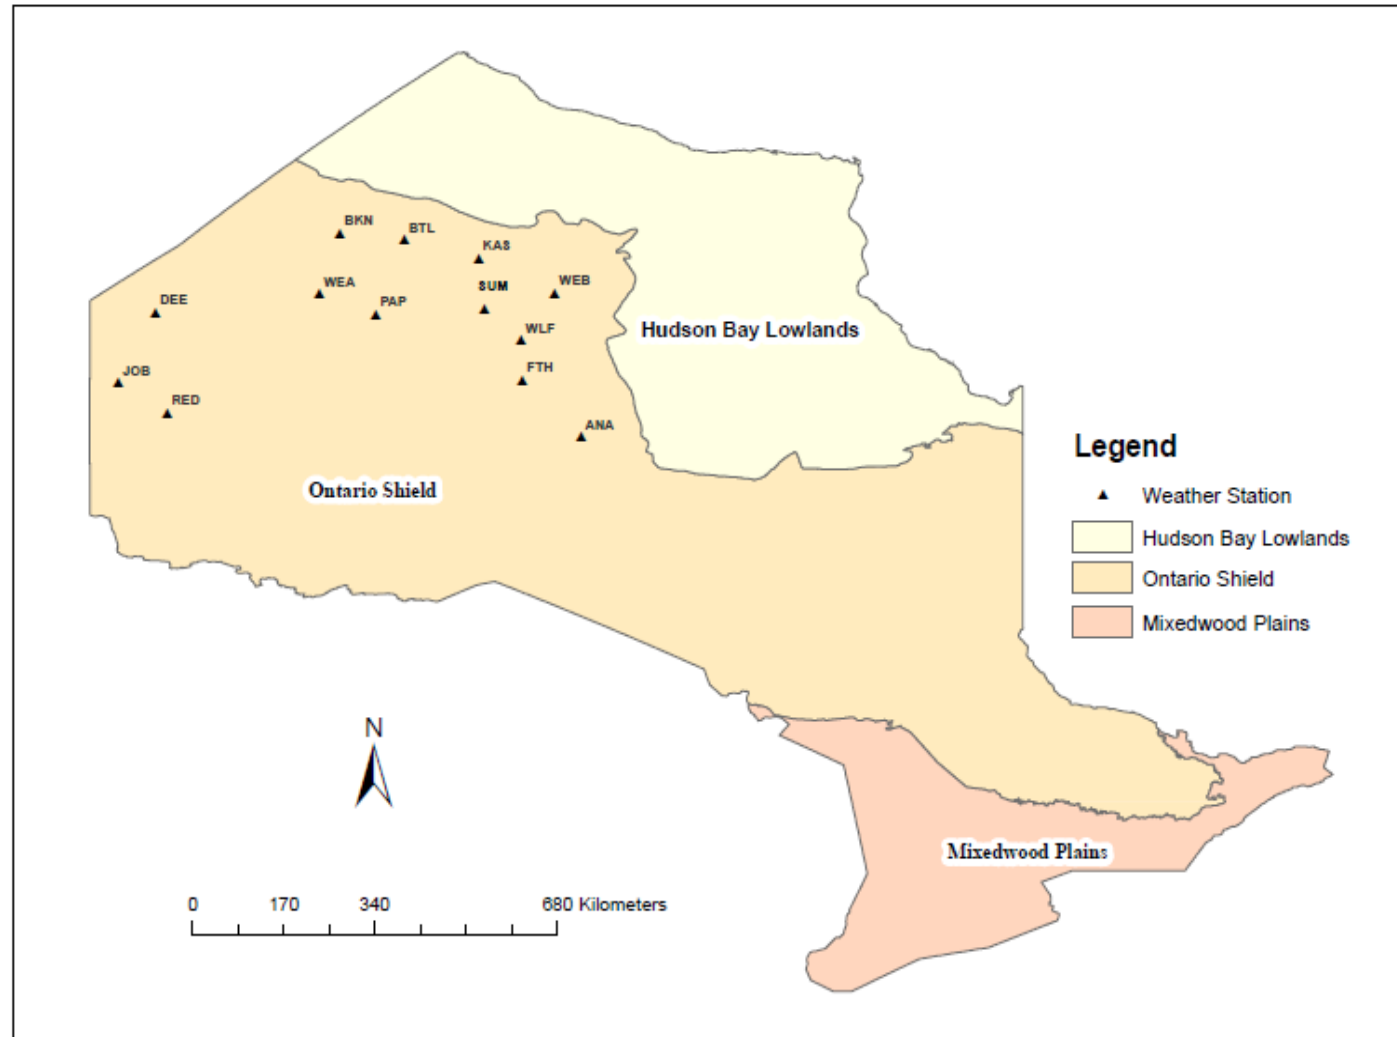 BKN
BTL
KAS
WEA
SUM
WEB
DEE
PAP
Hudson Bay Lowlands
WLF
JOB
FTH
RED
ANA
Ontario Shield
Legend
Weather Station
Hudson Bay Lowlands
Ontario Shield
Mixedwood Plains
N
Mixedwood Plains
0 170 340 680 Kilometers